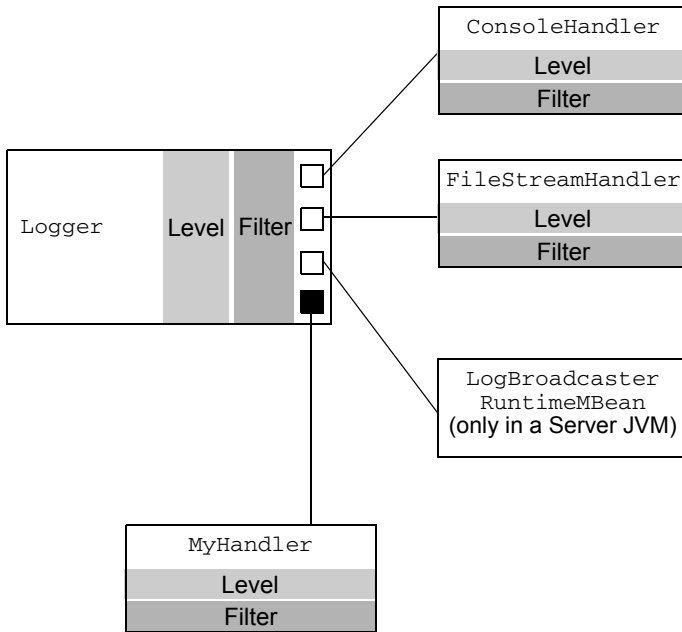 ConsoleHandler
Level
Filter
Logger
Level
Filter
FileStreamHandler
Level
Filter
LogBroadcaster
RuntimeMBean
(only in a Server JVM)
MyHandler
Level
Filter